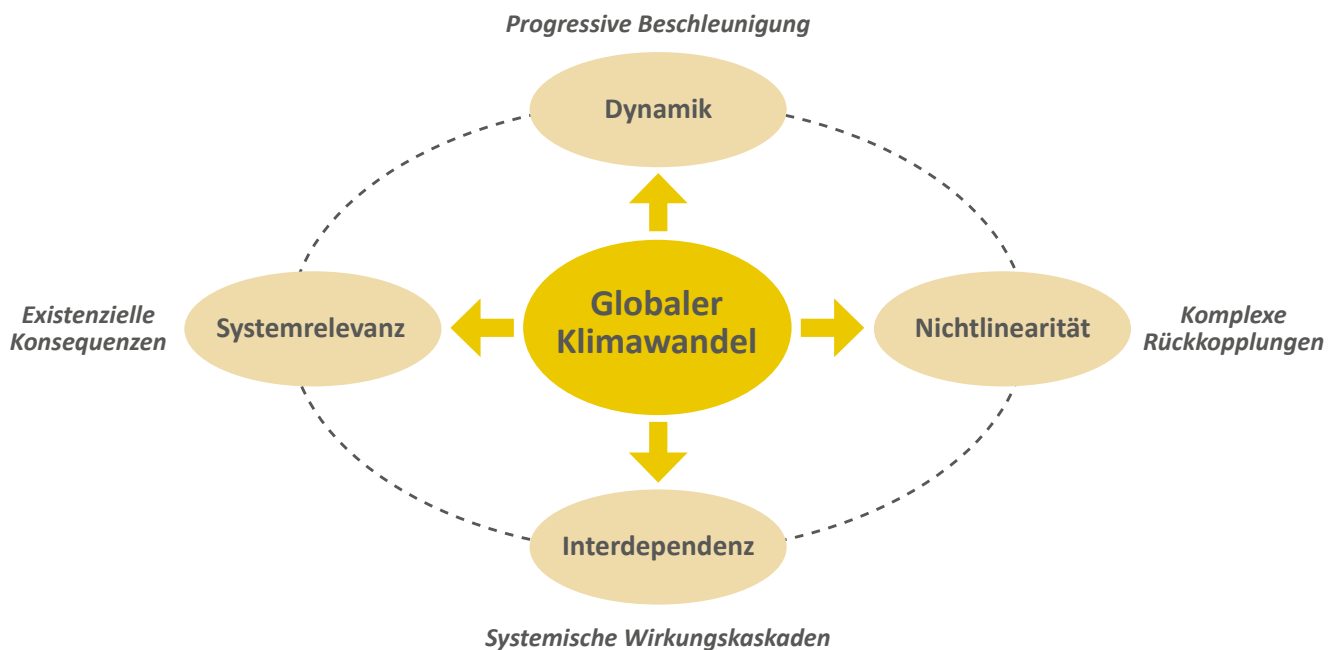 Progressive Beschleunigung
Dynamik
Globaler
Klimawandel
Existenzielle
Konsequenzen
Systemrelevanz
Nichtlinearität
Komplexe
Rückkopplungen
Interdependenz
Systemische Wirkungskaskaden